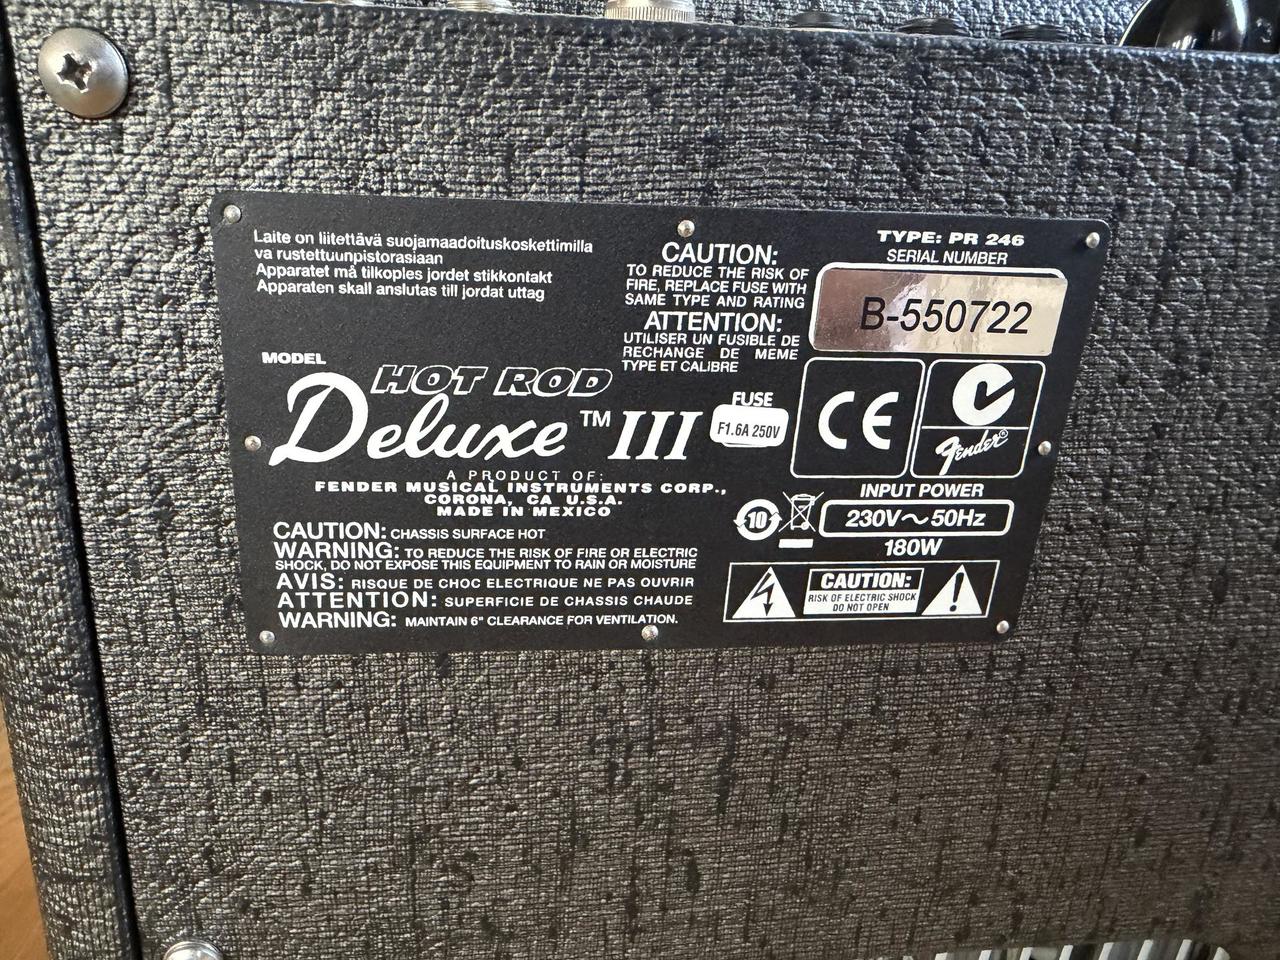 Laite on liitettävä suojamaadoituskoskettimilla
va rustettuunpistorasiaan
Apparatet må tilkoples jordet stikkontakt
Apparaten skall anslutas till jordat uttag
CAUTION:
TO REDUCE THE RISK OF
FIRE, REPLACE FUSE WITH
SAME TYPE AND RATING
ATTENTION:
UTILISER UN FUSIBLE DE
RECHANGE DE MEME
TYPE ET CALIBRE
TYPE: PR 246
SERIAL NUMBER
B-550722
MODEL
HOT ROD
Deluxe™ III
FUSE
F1.6A 250V
CE
Fender®
A PRODUCT OF:
FENDER MUSICAL INSTRUMENTS CORP.,
CORONA, CA U.S.A.
MADE IN MEXICO
10
INPUT POWER
230V~50Hz
180W
CAUTION: CHASSIS SURFACE HOT
WARNING: TO REDUCE THE RISK OF FIRE OR ELECTRIC
SHOCK, DO NOT EXPOSE THIS EQUIPMENT TO RAIN OR MOISTURE
AVIS: RISQUE DE CHOC ELECTRIQUE NE PAS OUVRIR
ATTENTION: SUPERFICIE DE CHASSIS CHAUDE
WARNING: MAINTAIN 6" CLEARANCE FOR VENTILATION.
CAUTION:
RISK OF ELECTRIC SHOCK
DO NOT OPEN
!